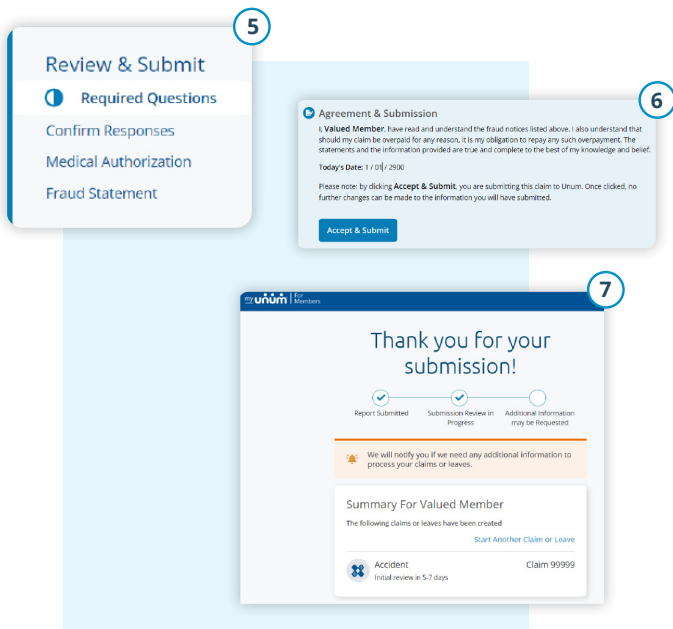 5
Review & Submit
Required Questions
Confirm Responses
Medical Authorization
Fraud Statement
6
Agreement & Submission
I, Valued Member, have read and understand the fraud notices listed above. I also understand that
should my claim be overpaid for any reason, it is my obligation to repay any such overpayment. The
statements and the information provided are true and complete to the best of my knowledge and belief.
Today's Date: 1 / 01 / 2900
Please note: by clicking Accept & Submit, you are submitting this claim to Unum. Once clicked, no
further changes can be made to the information you will have submitted.
Accept & Submit
7
my unum | For
Members
Thank you for your
submission!
Report Submitted
Submission Review in
Progress
Additional Information
may be Requested
We will notify you if we need any additional information to
process your claims or leaves.
Summary For Valued Member
The following claims or leaves have been created
Start Another Claim or Leave
Accident Claim 99999
Initial review in 5-7 days